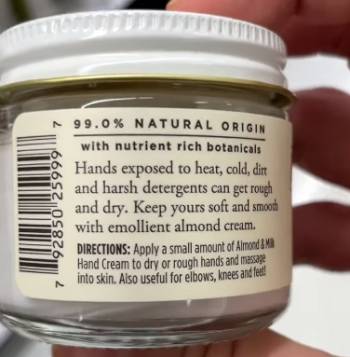 99.0% NATURAL ORIGIN
with nutrient rich botanicals
Hands exposed to heat, cold, dirt
and harsh detergents can get rough
and dry. Keep yours soft and smooth
with emollient almond cream.
DIRECTIONS: Apply a small amount of Almond & Milk
Hand Cream to dry or rough hands and massage
into skin. Also useful for elbows, knees and feet!
7 92850 25999 7